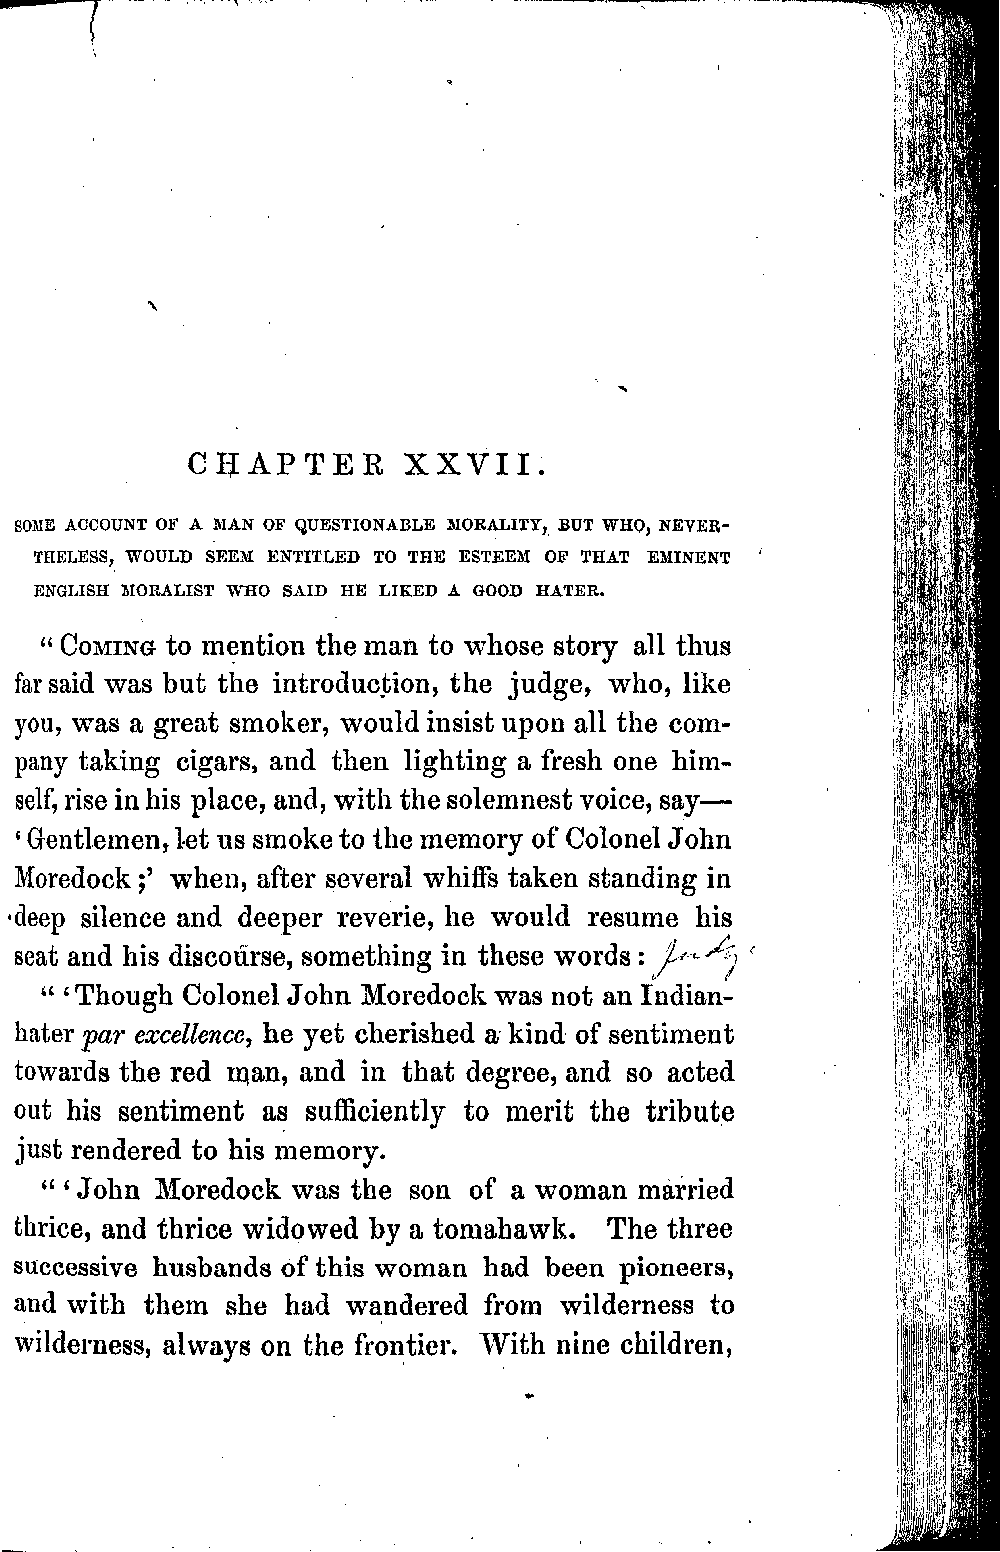 CHAPTER XXVII.
SOME ACCOUNT OF A MAN OF QUESTIONABLE MORALITY, BUT WHO, NEVER-
THELESS, WOULD SEEM ENTITLED TO THE ESTEEM OF THAT EMINENT
ENGLISH MORALIST WHO SAID HE LIKED A GOOD HATER.
“COMING to mention the man to whose story all thus
far said was but the introduction, the judge, who, like
you, was a great smoker, would insist upon all the com-
pany taking cigars, and then lighting a fresh one him-
self, rise in his place, and, with the solemnest voice, say—
‘Gentlemen, let us smoke to the memory of Colonel John
Moredock;’ when, after several whiffs taken standing in
deep silence and deeper reverie, he would resume his
seat and his discourse, something in these words:
“‘Though Colonel John Moredock was not an Indian-
hater par excellence, he yet cherished a kind of sentiment
towards the red man, and in that degree, and so acted
out his sentiment as sufficiently to merit the tribute
just rendered to his memory.
“‘John Moredock was the son of a woman married
thrice, and thrice widowed by a tomahawk. The three
successive husbands of this woman had been pioneers,
and with them she had wandered from wilderness to
wilderness, always on the frontier. With nine children,